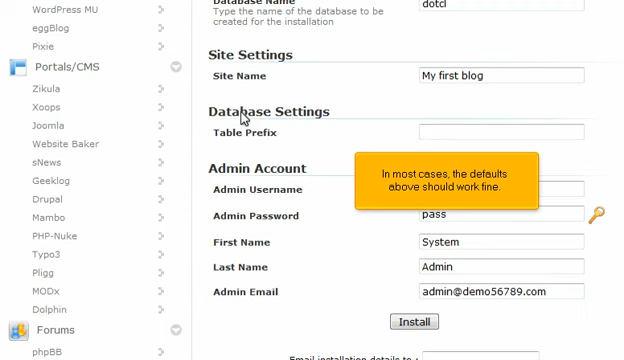 WordPress MU
eggBlog
Pixie
Portals/CMS
Zikula
Xoops
Joomla
Website Baker
sNews
Geeklog
Drupal
Mambo
PHP-Nuke
Typo3
Pligg
MODx
Dolphin
Forums
phpBB
Database Name
dotcl
Type the name of the database to be
created for the installation
Site Settings
Site Name
My first blog
Database Settings
Table Prefix
In most cases, the defaults
above should work fine.
Admin Account
Admin Username
Admin Password
pass
First Name
System
Last Name
Admin
Admin Email
admin@demo56789.com
Install
Email installation details to :